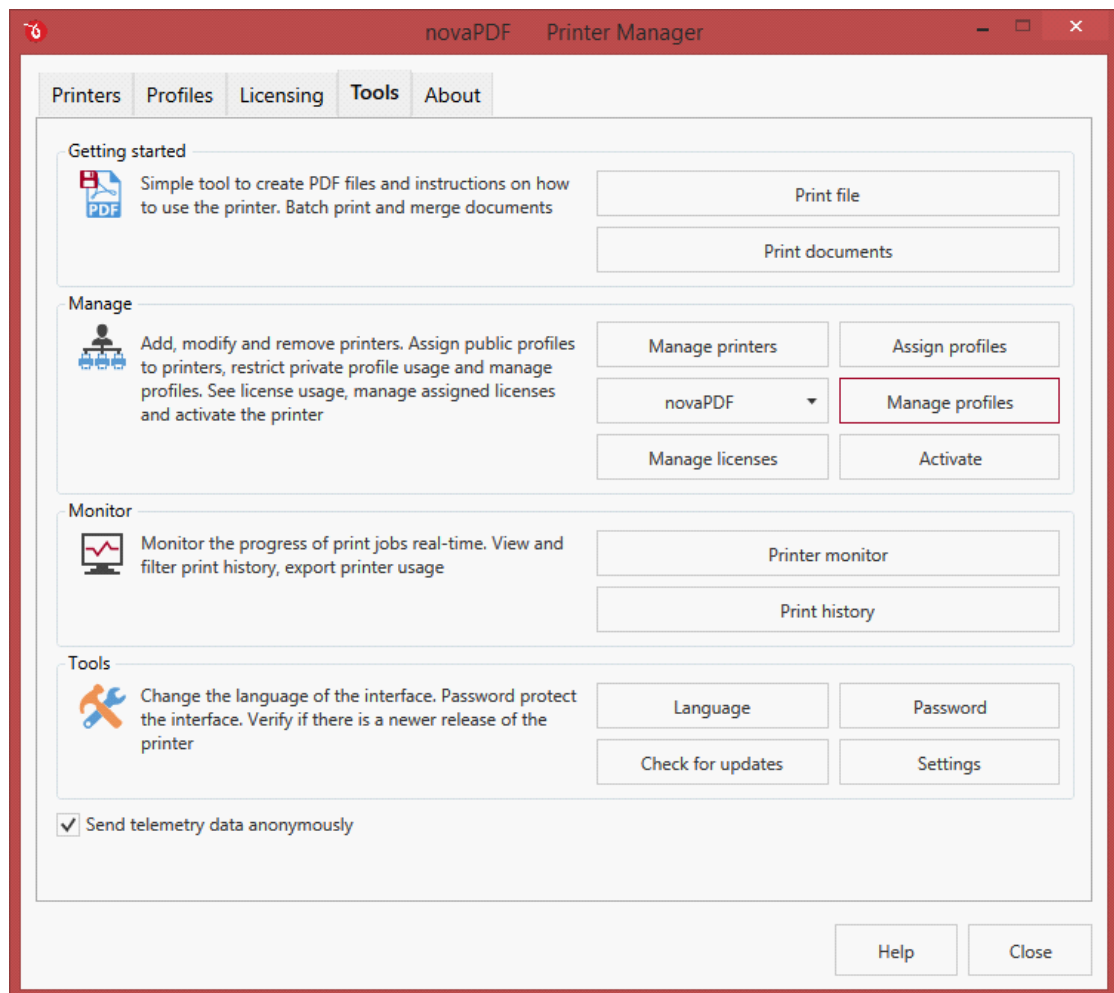 novaPDF Printer Manager
Printers Profiles Licensing Tools About
Getting started
PDF
Simple tool to create PDF files and instructions on how
to use the printer. Batch print and merge documents
Print file
Print documents
Manage
Add, modify and remove printers. Assign public profiles
to printers, restrict private profile usage and manage
profiles. See license usage, manage assigned licenses
and activate the printer
Manage printers Assign profiles
novaPDF Manage profiles
Manage licenses Activate
Monitor
Monitor the progress of print jobs real-time. View and
filter print history, export printer usage
Printer monitor
Print history
Tools
Change the language of the interface. Password protect
the interface. Verify if there is a newer release of the
printer
Language Password
Check for updates Settings
Send telemetry data anonymously
Help Close